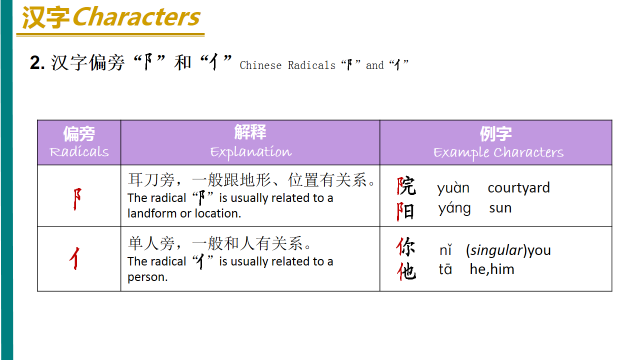 汉字Characters
2. 汉字偏旁“阝”和“亻”Chinese Radicals“阝”and“亻”
偏旁
Radicals
解释
Explanation
例字
Example Characters
阝
耳刀旁，一般跟地形、位置有关系。
The radical “阝” is usually related to a
landform or location.
院 yuàn courtyard
阳 yáng sun
亻
单人旁，一般和人有关系。
The radical “亻” is usually related to a
person.
你 nǐ (singular)you
他 tā he,him